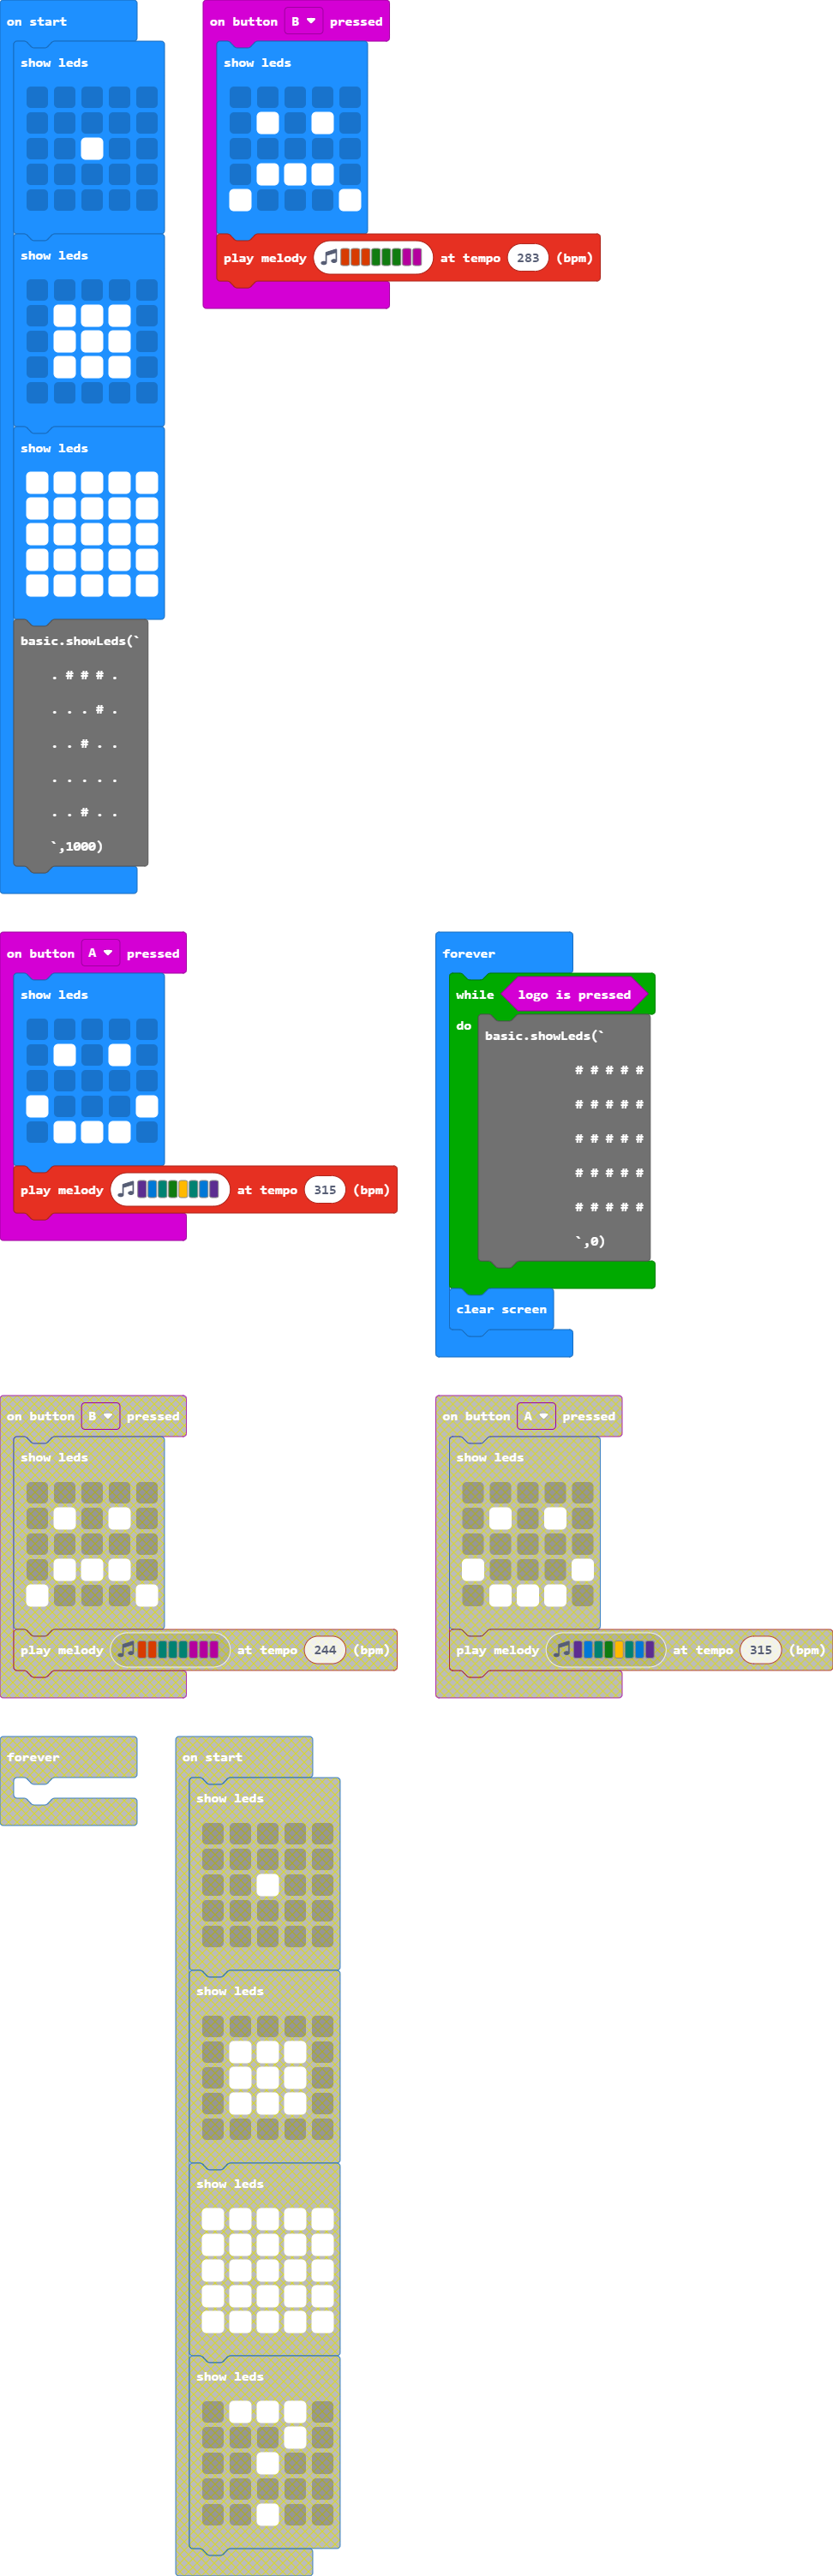 on start
show leds
show leds
show leds
basic.showLeds(`
. # # # .
. . . # .
. . # . .
. . . . .
. . # . .
`,1000)
on button B pressed
show leds
play melody at tempo 283 (bpm)
on button A pressed
show leds
play melody at tempo 315 (bpm)
forever
while logo is pressed
do
basic.showLeds(`
# # # # #
# # # # #
# # # # #
# # # # #
# # # # #
`,0)
clear screen
on button B pressed
show leds
play melody at tempo 244 (bpm)
on button A pressed
show leds
play melody at tempo 315 (bpm)
forever
on start
show leds
show leds
show leds
show leds